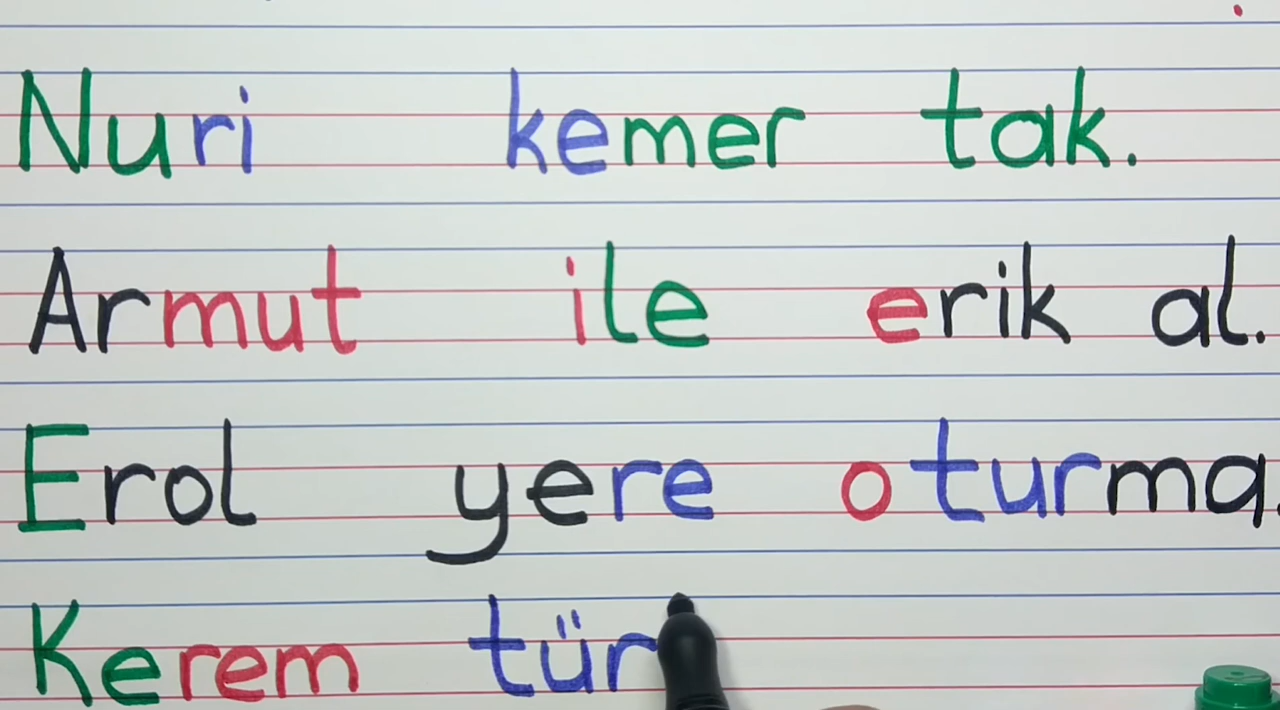 Nuri kemer tak.
Armut ile erik al.
Erol yere oturma.
Kerem tür